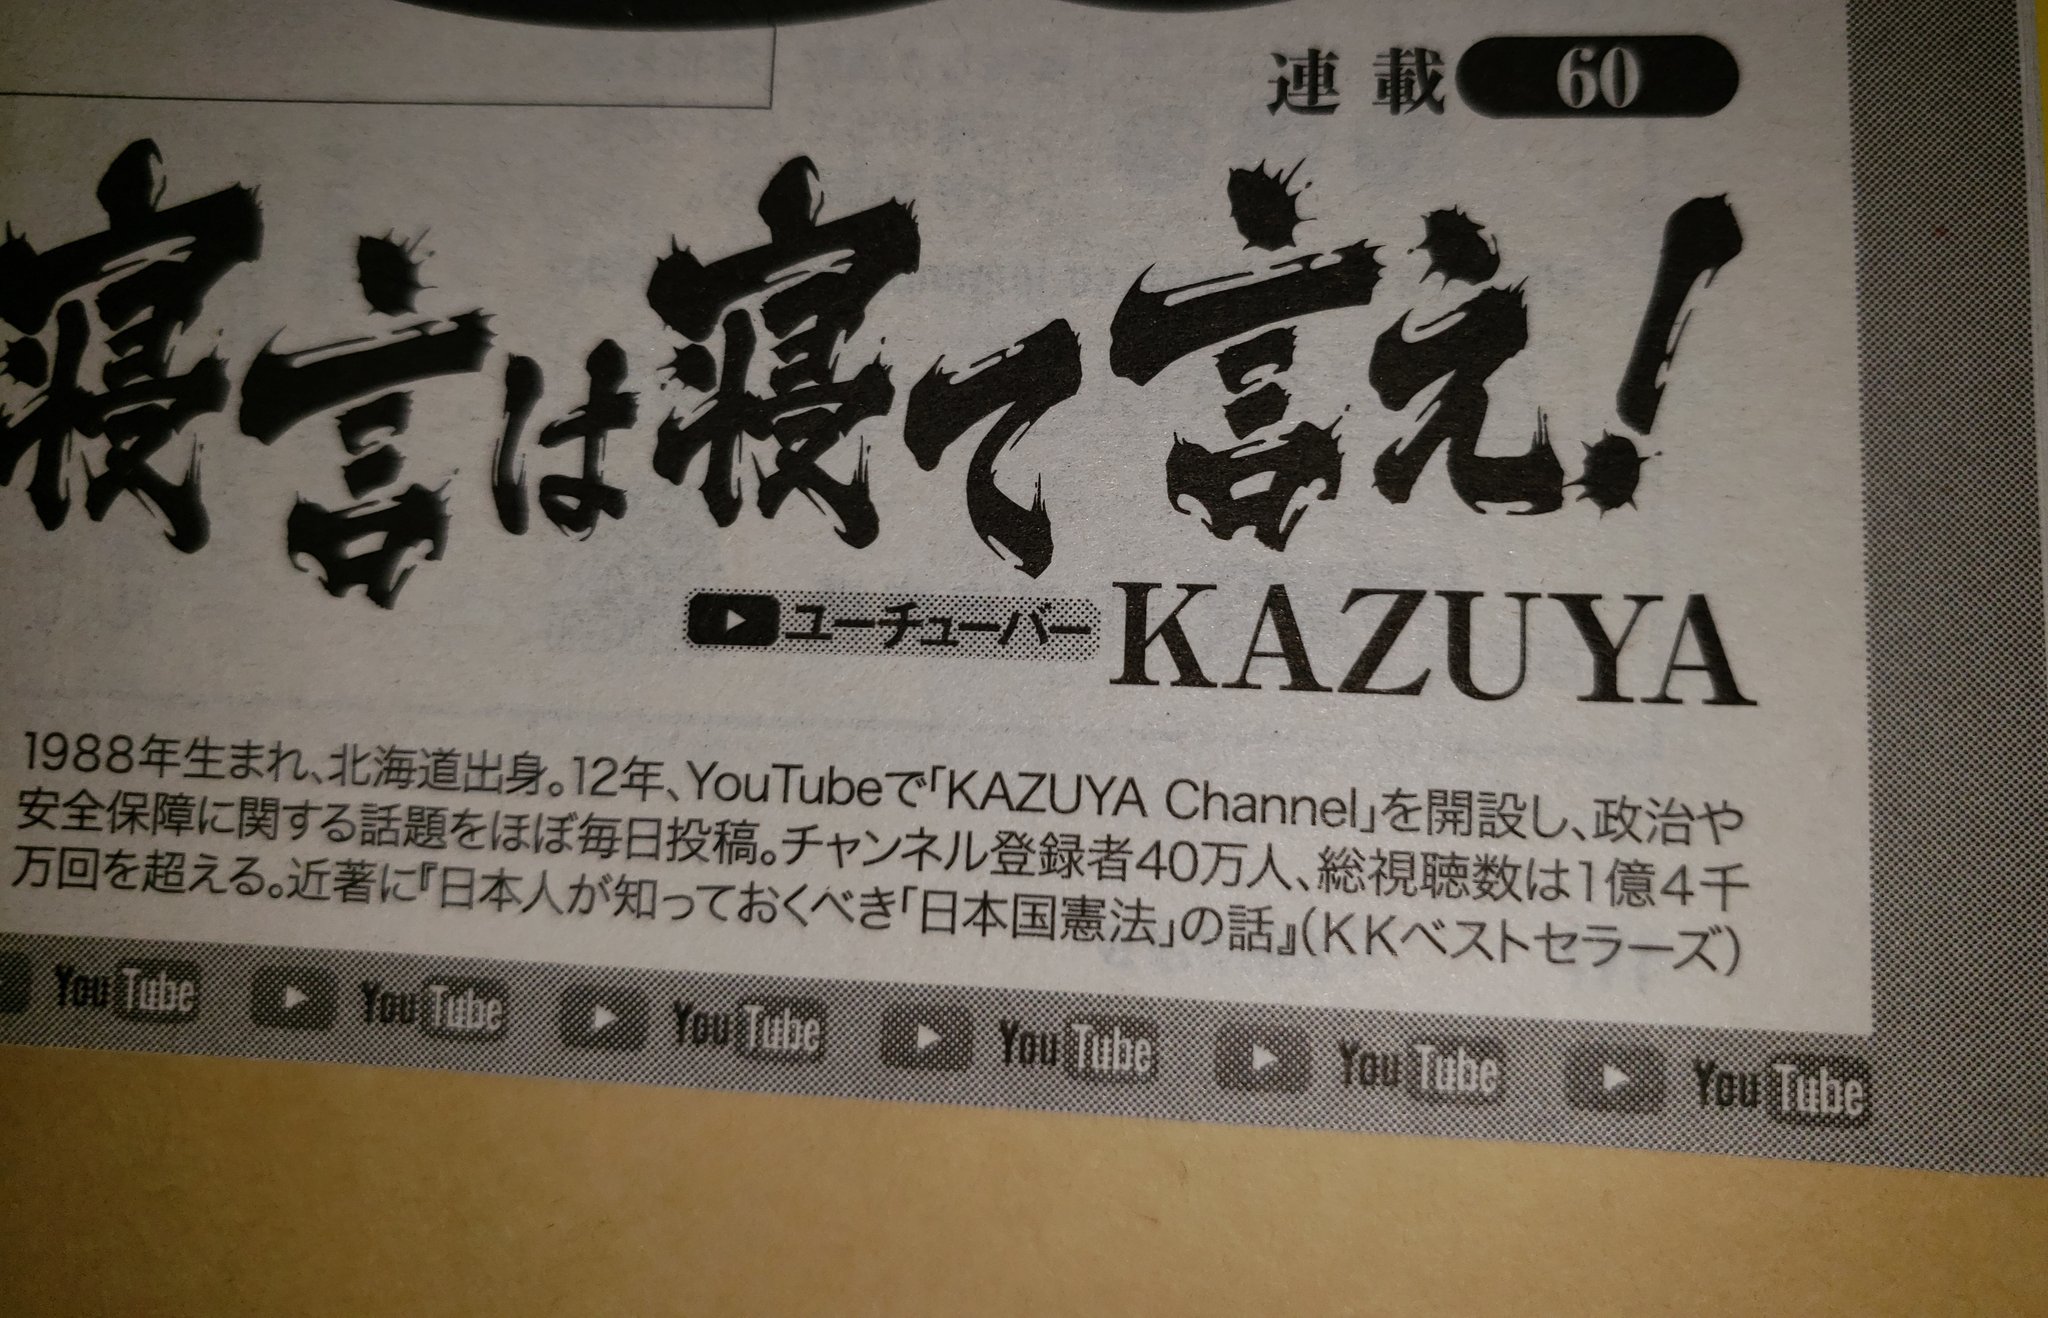 連載 60
寝言は寝て言え!
ユーチューバー KAZUYA
1988年生まれ、北海道出身。12年、YouTubeで「KAZUYA Channel」を開設し、政治や
安全保障に関する話題をほぼ毎日投稿。チャンネル登録者40万人、総視聴数は1億4千
万回を超える。近著に『日本人が知っておくべき「日本国憲法」の話』(KKベストセラーズ)
YouTube YouTube YouTube YouTube YouTube YouTube